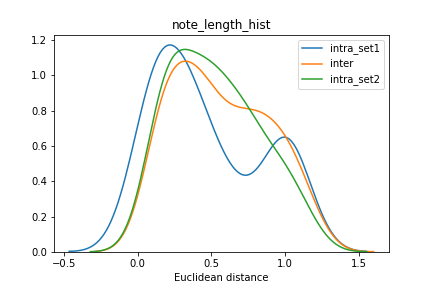 note_length_hist
1.2
1.0
0.8
0.6
0.4
0.2
0.0
intra_set1
inter
intra_set2
−0.5 0.0 0.5 1.0 1.5
Euclidean distance